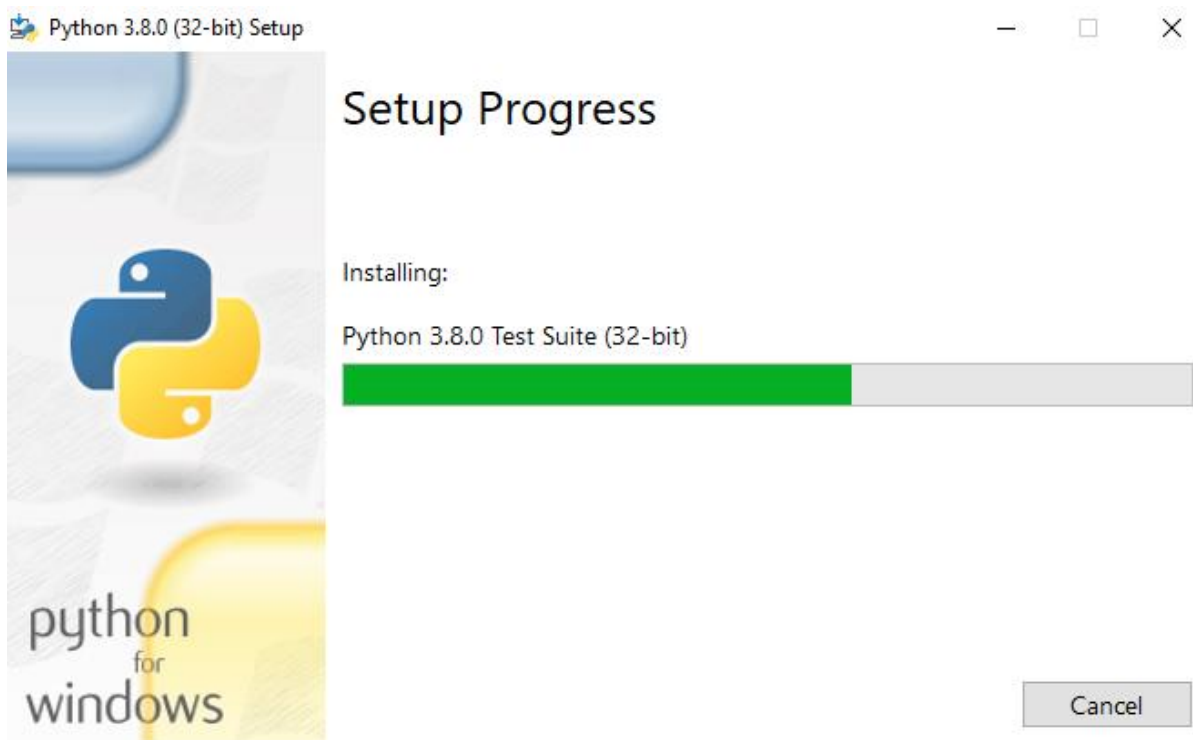 Python 3.8.0 (32-bit) Setup
Setup Progress
Installing:
Python 3.8.0 Test Suite (32-bit)
python
for
windows
Cancel